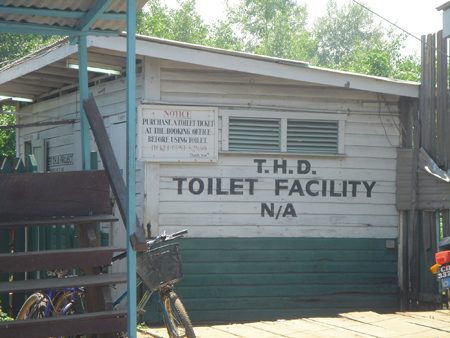 NOTICE
PURCHASE A TOILET TICKET
AT THE BOOKING OFFICE
BEFORE USING TOILET
T.H.D.
TOILET FACILITY
N/A